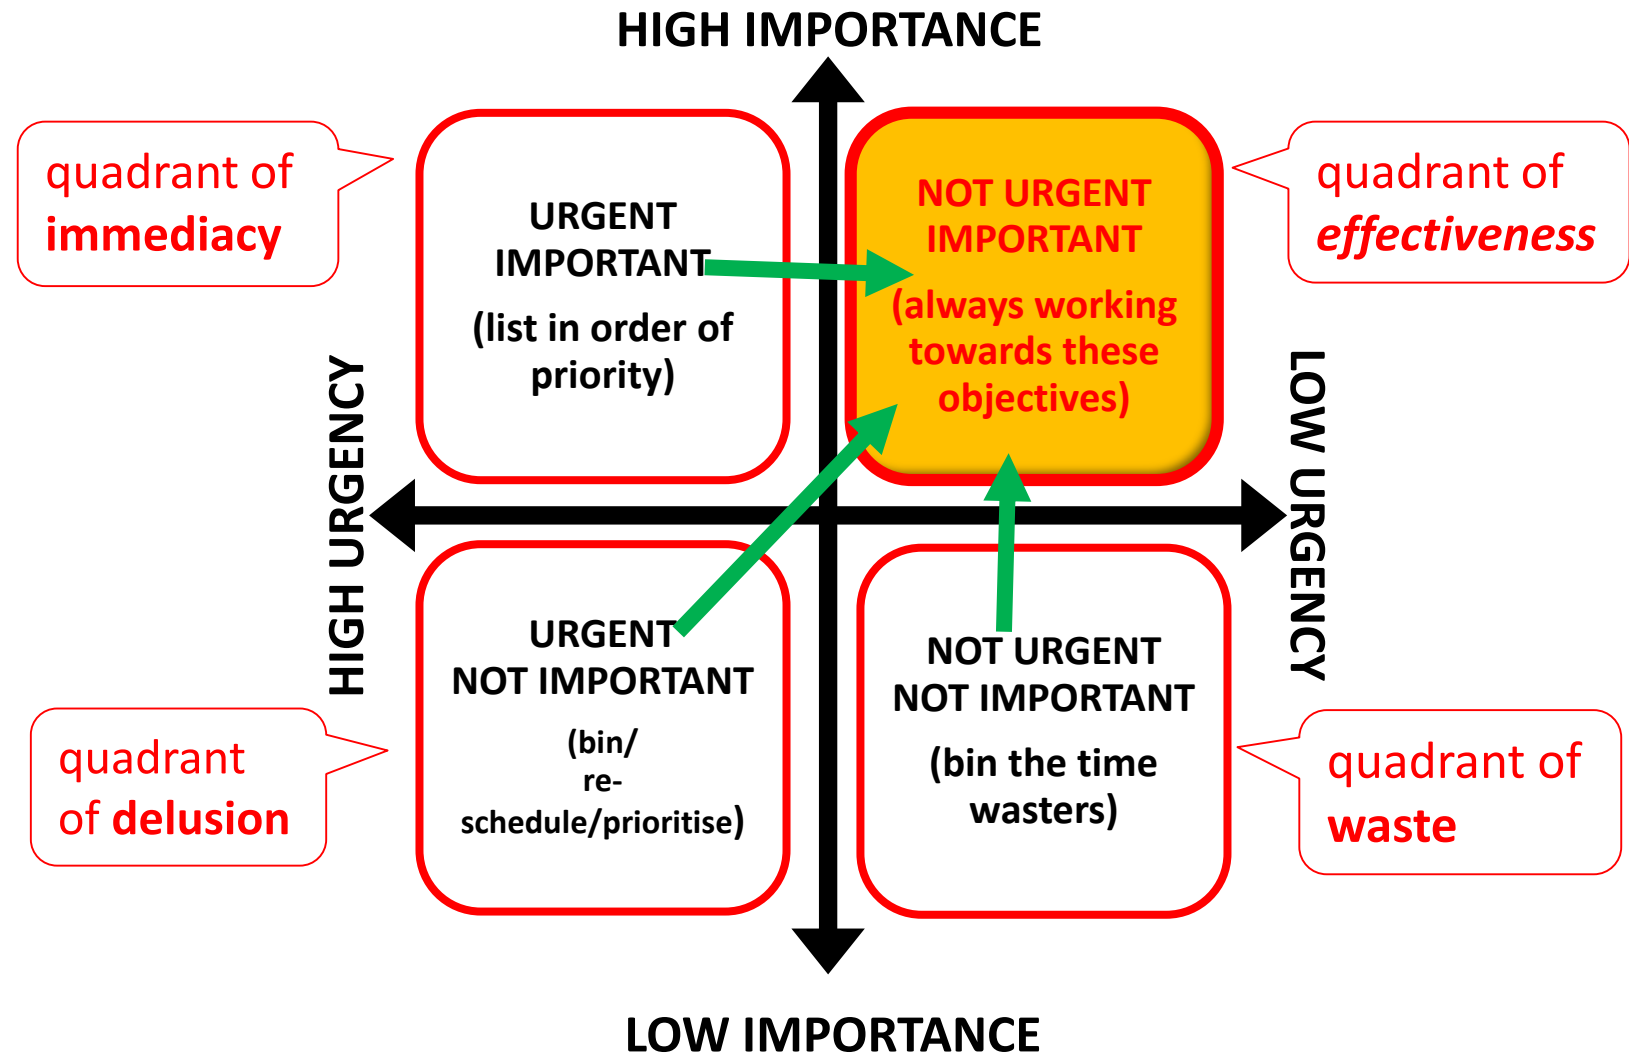 HIGH IMPORTANCE
quadrant of
immediacy
URGENT
IMPORTANT
(list in order of
priority)
NOT URGENT
IMPORTANT
(always working
towards these
objectives)
quadrant of
effectiveness
HIGH URGENCY
LOW URGENCY
quadrant
of delusion
URGENT
NOT IMPORTANT
(bin/
re-
schedule/prioritise)
NOT URGENT
NOT IMPORTANT
(bin the time
wasters)
quadrant of
waste
LOW IMPORTANCE